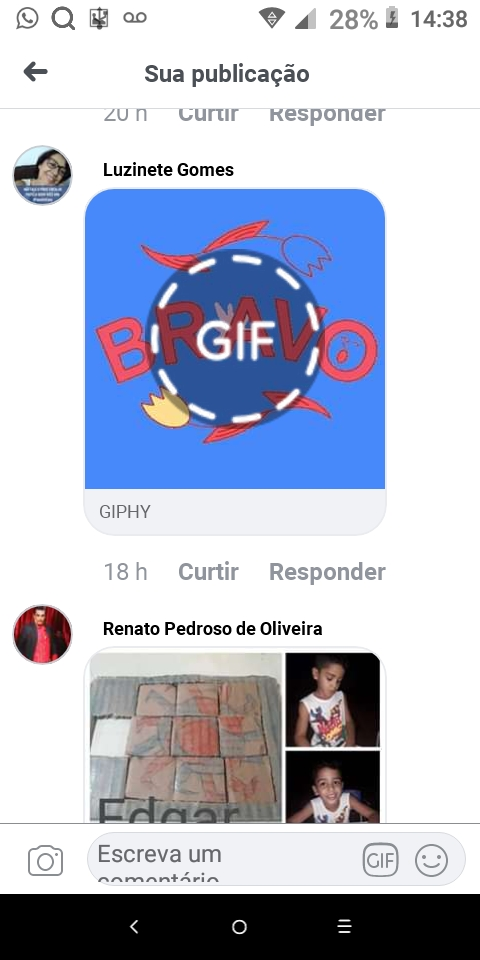 28% 14:38
Sua publicação
20 h Curtir Responder
Luzinete Gomes
BRAVO
GIF
GIPHY
18 h Curtir Responder
Renato Pedroso de Oliveira
Edgar
Escreva um
comentário
GIF